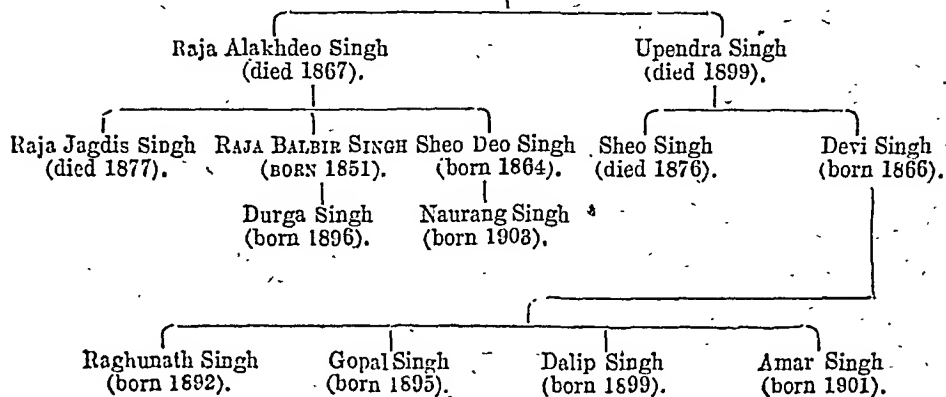 Raja Alakhdeo Singh Upendra Singh
(died 1867). (died 1899).
Raja Jagdis Singh RAJA BALBIR SINGH Sheo Deo Singh Sheo Singh Devi Singh
(died 1877). (BORN 1851). (born 1864). (died 1876). (born 1866).
Durga Singh Naurang Singh
(born 1896). (born 1903).
Raghunath Singh Gopal Singh Dalip Singh Amar Singh
(born 1892). (born 1895). (born 1899). (born 1901).